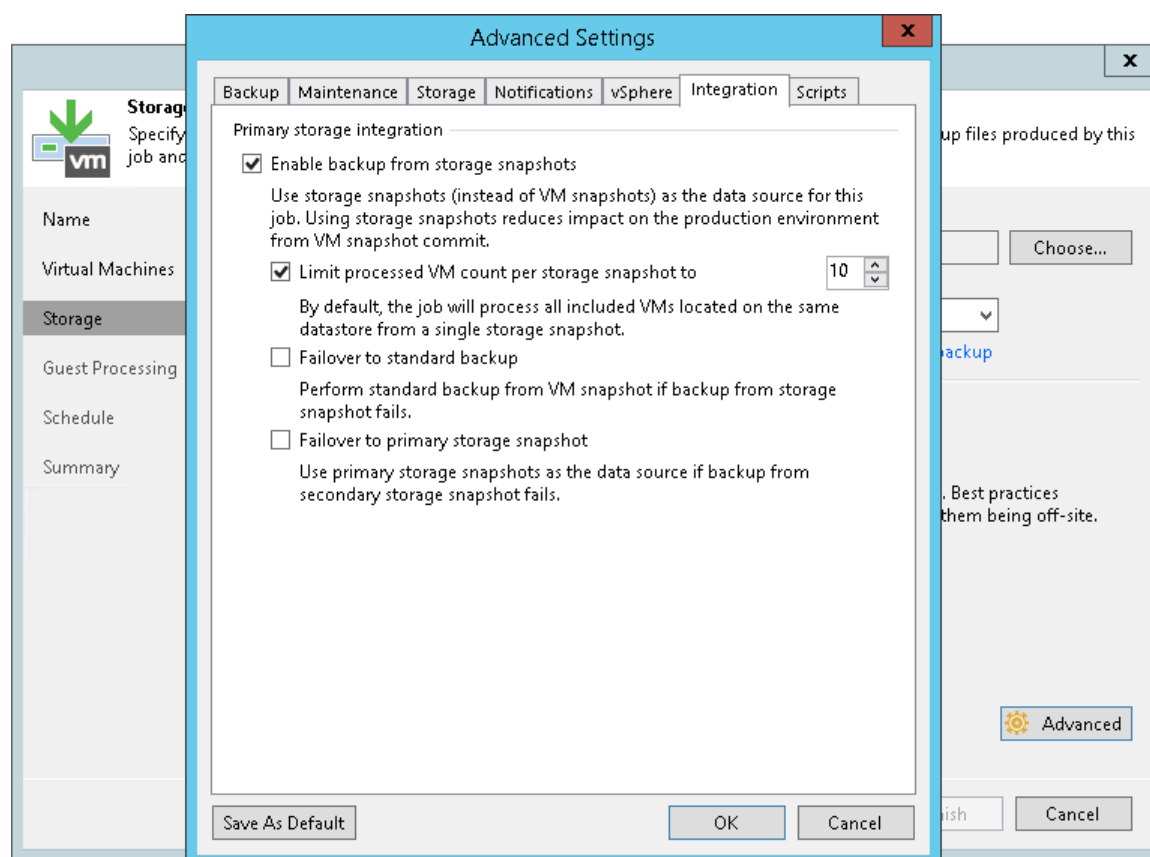 Advanced Settings
x
x
Backup Maintenance Storage Notifications vSphere Integration Scripts
Primary storage integration
Enable backup from storage snapshots
Use storage snapshots (instead of VM snapshots) as the data source for this
job. Using storage snapshots reduces impact on the production environment
from VM snapshot commit.
Limit processed VM count per storage snapshot to 10
By default, the job will process all included VMs located on the same
datastore from a single storage snapshot.
Failover to standard backup
Perform standard backup from VM snapshot if backup from storage
snapshot fails.
Failover to primary storage snapshot
Use primary storage snapshots as the data source if backup from
secondary storage snapshot fails.
Save As Default OK Cancel
vm
Storag
Specify
job and
up files produced by this
Name
Virtual Machines
Storage
Guest Processing
Schedule
Summary
Choose...
backup
. Best practices
them being off-site.
Advanced
ish Cancel